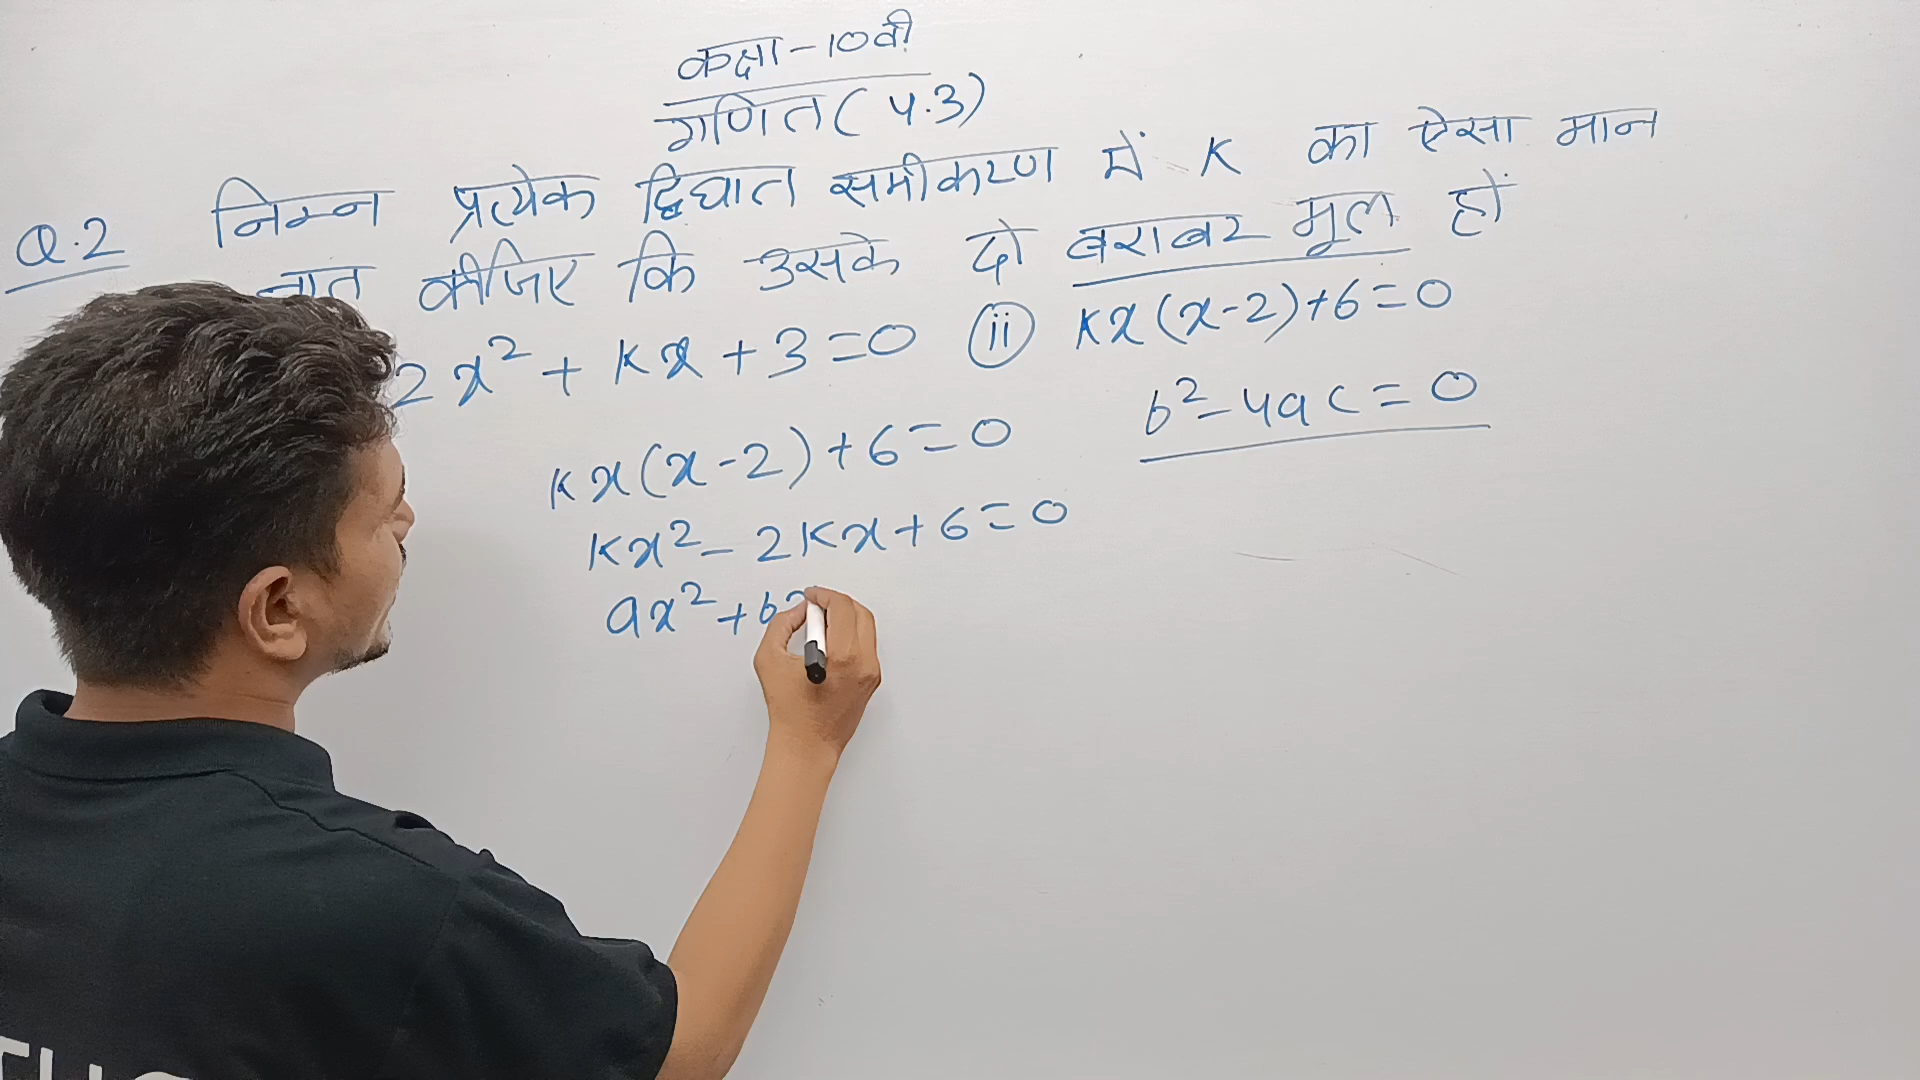 कक्षा - 10वी
गणित ( 4.3)
Q.2 निम्न प्रत्येक द्विघात समीकरण में K का ऐसा मान
कीजिए कि उसके दो बराबर मूल हों
2x² + Kx + 3 = 0 (ii) Kx(x-2)+6=0
b²-4ac=0
Kx(x-2)+6=0
Kx²-2Kx+6=0
ax²+b